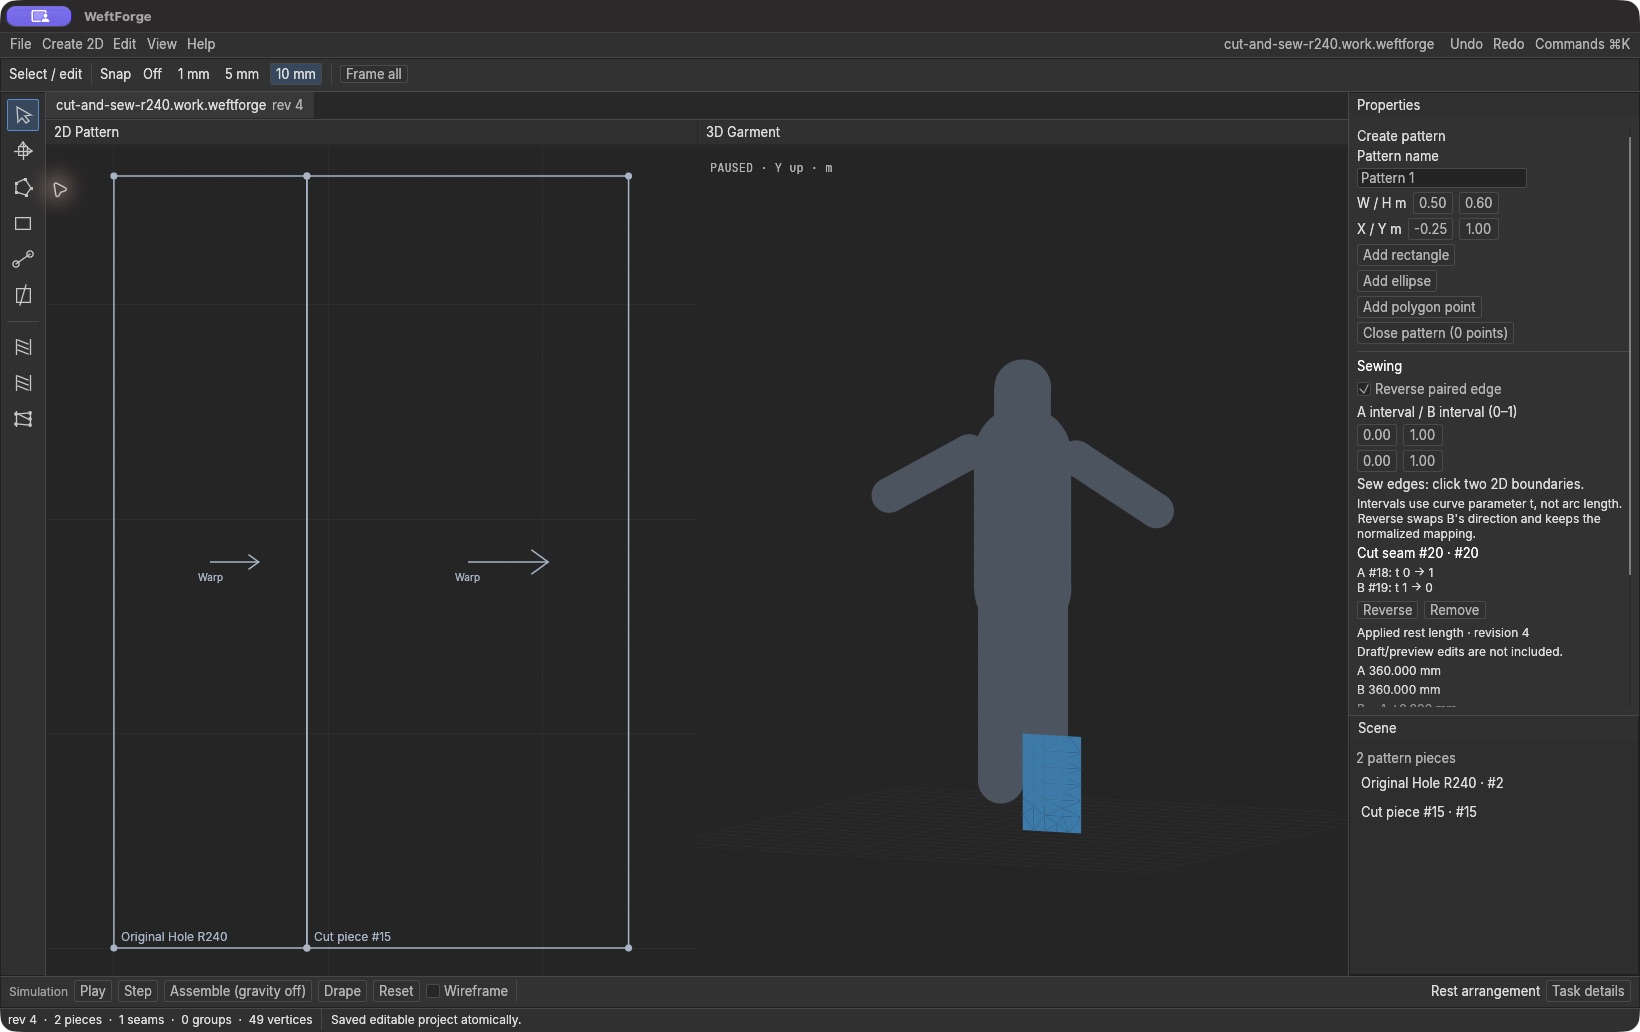 WeftForge
File Create 2D Edit View Help
cut-and-sew-r240.work.weftforge Undo Redo Commands ⌘K
Select / edit Snap Off 1 mm 5 mm 10 mm Frame all
cut-and-sew-r240.work.weftforge rev 4
2D Pattern
Warp
Warp
Original Hole R240
Cut piece #15
3D Garment
PAUSED · Y up · m
Properties
Create pattern
Pattern name
Pattern 1
W / H m 0.50 0.60
X / Y m -0.25 1.00
Add rectangle
Add ellipse
Add polygon point
Close pattern (0 points)
Sewing
Reverse paired edge
A interval / B interval (0–1)
0.00 1.00
0.00 1.00
Sew edges: click two 2D boundaries.
Intervals use curve parameter t, not arc length.
Reverse swaps B's direction and keeps the
normalized mapping.
Cut seam #20 · #20
A #18: t 0 → 1
B #19: t 1 → 0
Reverse Remove
Applied rest length · revision 4
Draft/preview edits are not included.
A 360.000 mm
B 360.000 mm
Scene
2 pattern pieces
Original Hole R240 · #2
Cut piece #15 · #15
Simulation Play Step Assemble (gravity off) Drape Reset Wireframe
Rest arrangement Task details
rev 4 · 2 pieces · 1 seams · 0 groups · 49 vertices Saved editable project atomically.